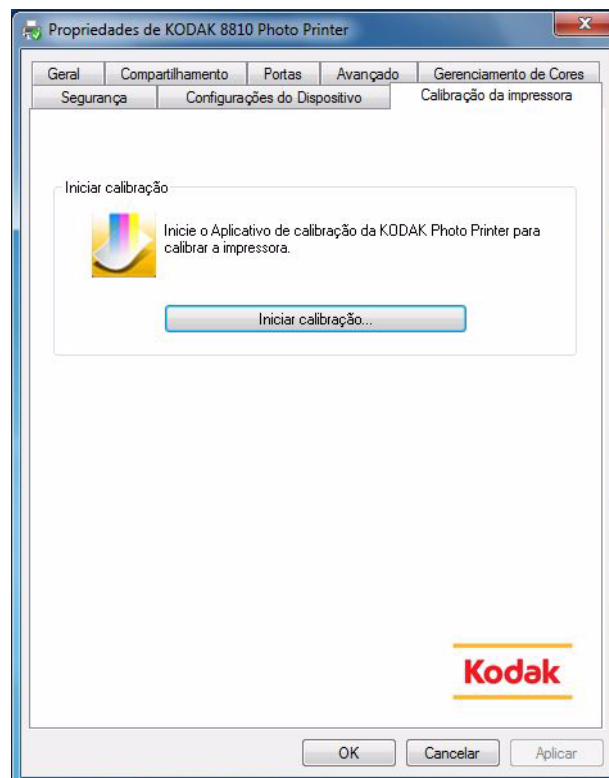 Propriedades de KODAK 8810 Photo Printer
Geral
Compartilhamento
Portas
Avançado
Gerenciamento de Cores
Segurança
Configurações do Dispositivo
Calibração da impressora
Iniciar calibração
Inicie o Aplicativo de calibração da KODAK Photo Printer para
calibrar a impressora.
Iniciar calibração...
Kodak
OK
Cancelar
Aplicar